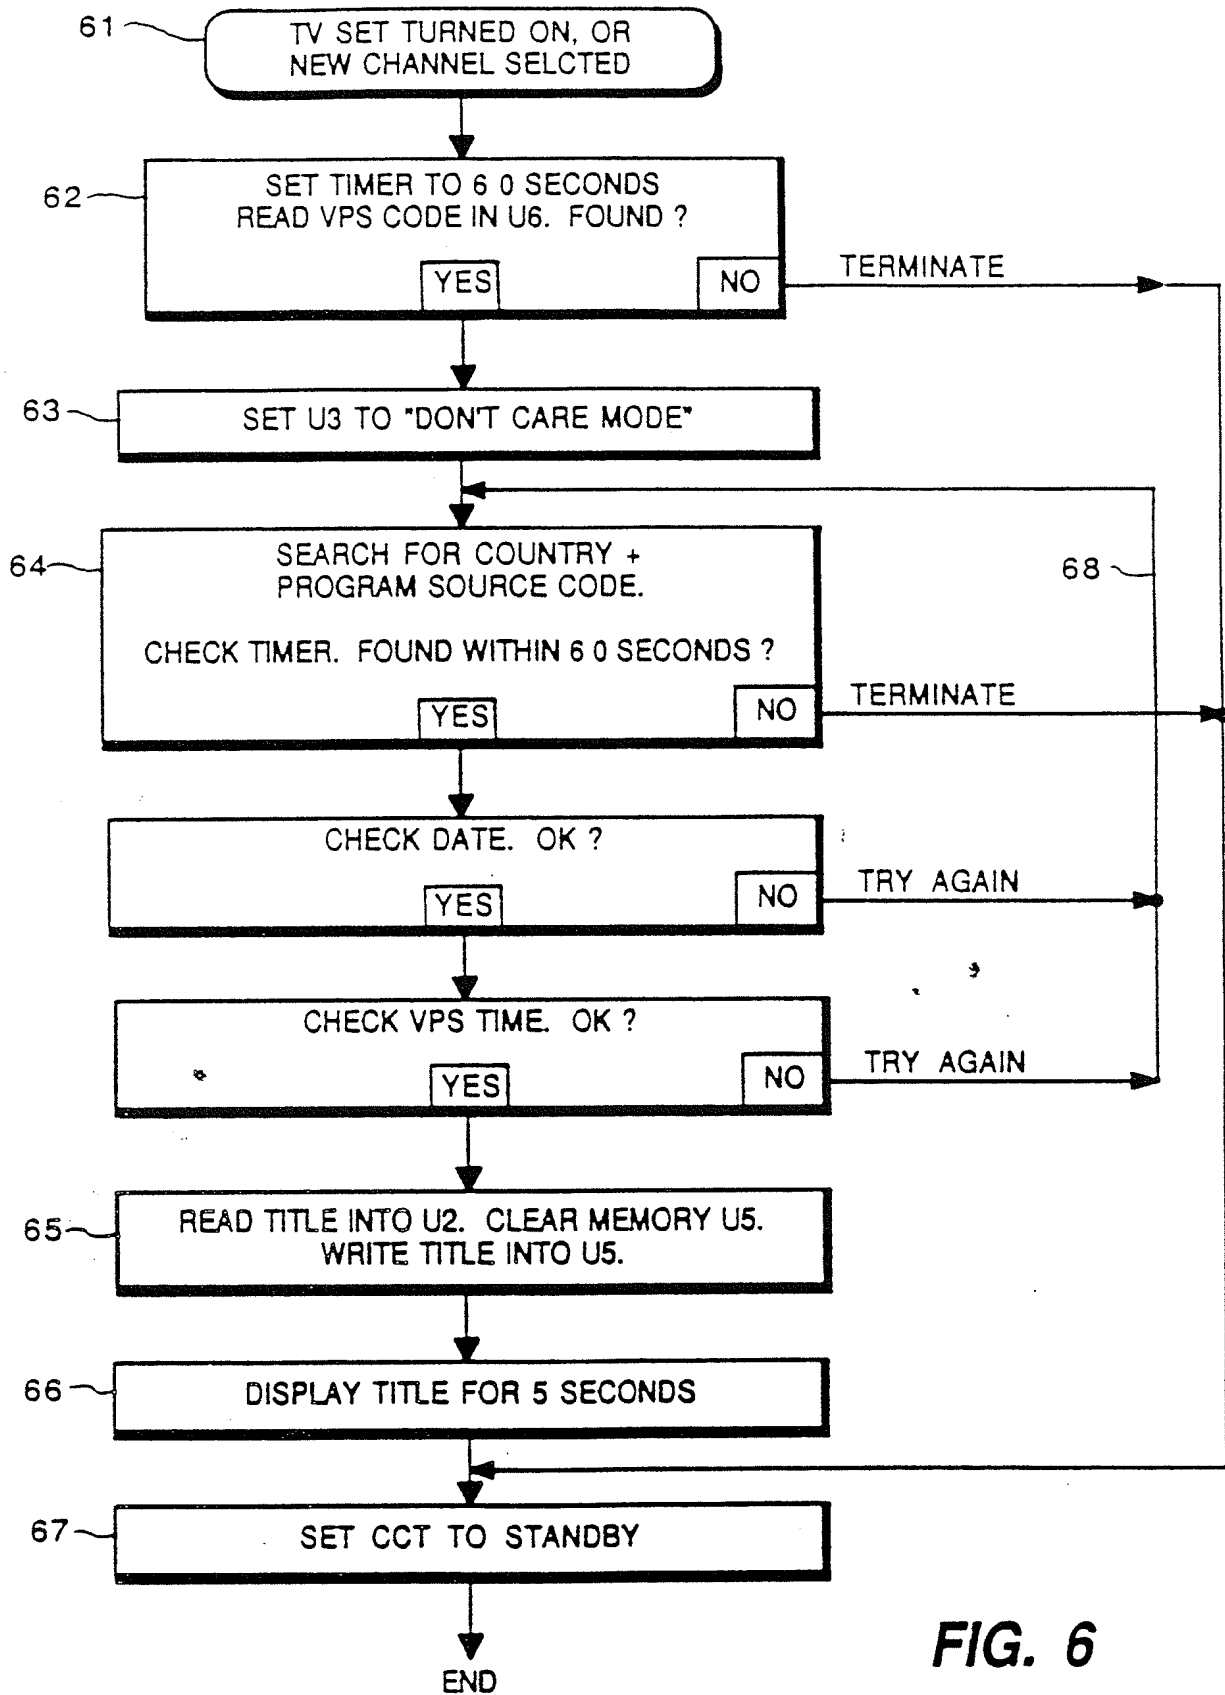 61
TV SET TURNED ON, OR
NEW CHANNEL SELCTED
62
SET TIMER TO 6 0 SECONDS
READ VPS CODE IN U6. FOUND ?
YES
NO
TERMINATE
63
SET U3 TO "DON'T CARE MODE"
64
SEARCH FOR COUNTRY +
PROGRAM SOURCE CODE.
68
CHECK TIMER. FOUND WITHIN 6 0 SECONDS ?
YES
NO
TERMINATE
CHECK DATE. OK ?
YES
NO
TRY AGAIN
CHECK VPS TIME. OK ?
YES
NO
TRY AGAIN
65
READ TITLE INTO U2. CLEAR MEMORY U5.
WRITE TITLE INTO U5.
66
DISPLAY TITLE FOR 5 SECONDS
67
SET CCT TO STANDBY
END
FIG. 6